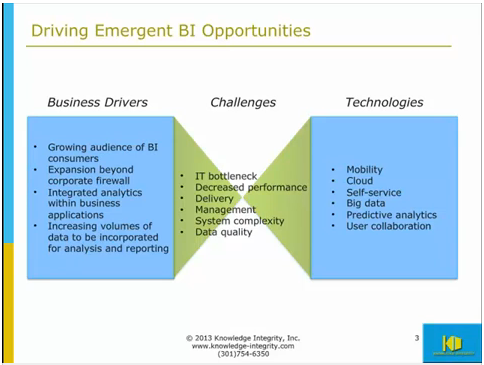 Driving Emergent BI Opportunities
Business Drivers
• Growing audience of BI
consumers
• Expansion beyond
corporate firewall
• Integrated analytics
within business
applications
• Increasing volumes of
data to be incorporated
for analysis and reporting
Challenges
• IT bottleneck
• Decreased performance
• Delivery
• Management
• System complexity
• Data quality
Technologies
• Mobility
• Cloud
• Self-service
• Big data
• Predictive analytics
• User collaboration
© 2013 Knowledge Integrity, Inc.
www.knowledge-integrity.com
(301)754-6350
3